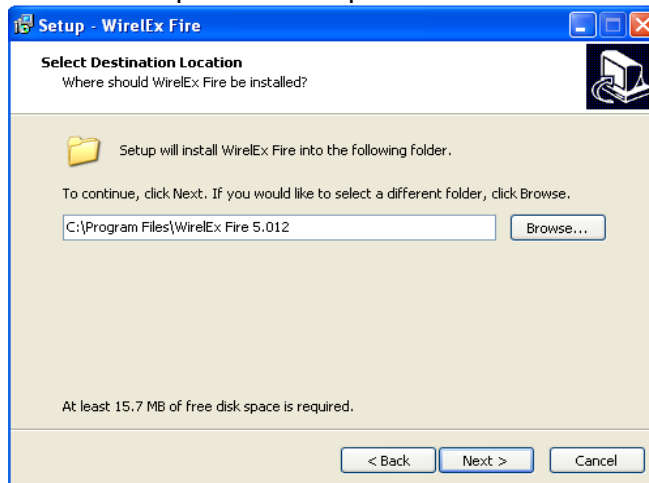 Setup - WirelEx Fire
Select Destination Location
Where should WirelEx Fire be installed?
Setup will install WirelEx Fire into the following folder.
To continue, click Next. If you would like to select a different folder, click Browse.
C:\Program Files\WirelEx Fire 5.012
Browse...
At least 15.7 MB of free disk space is required.
< Back
Next >
Cancel